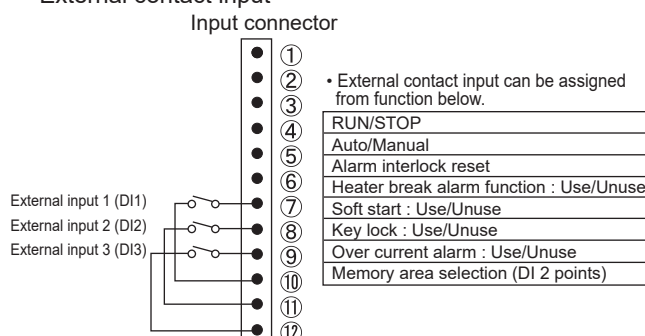 External contact input
Input connector
①
②
③
④
⑤
⑥
⑦
⑧
⑨
⑩
⑪
⑫
External input 1 (DI1)
External input 2 (DI2)
External input 3 (DI3)
• External contact input can be assigned
from function below.
RUN/STOP
Auto/Manual
Alarm interlock reset
Heater break alarm function : Use/Unuse
Soft start : Use/Unuse
Key lock : Use/Unuse
Over current alarm : Use/Unuse
Memory area selection (DI 2 points)